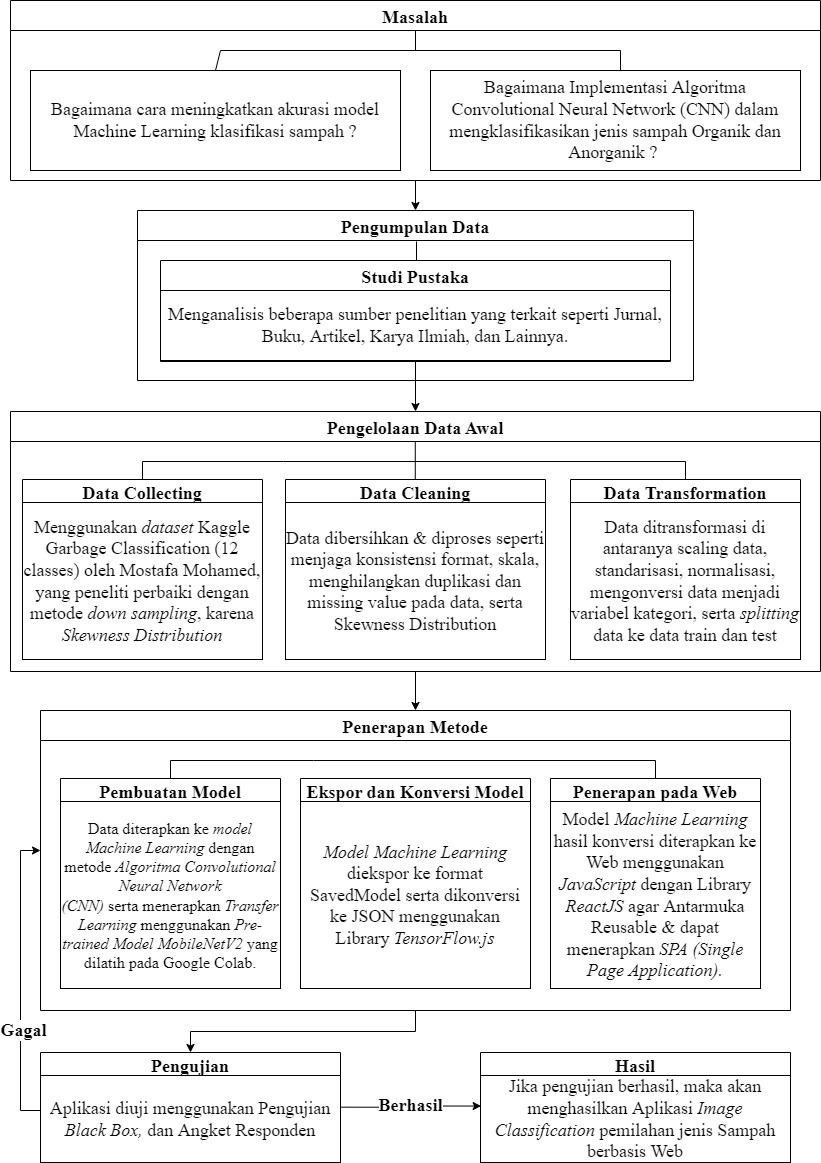 Masalah
Bagaimana cara meningkatkan akurasi model
Machine Learning klasifikasi sampah ?
Bagaimana Implementasi Algoritma
Convolutional Neural Network (CNN) dalam
mengklasifikasikan jenis sampah Organik dan
Anorganik ?
Pengumpulan Data
Studi Pustaka
Menganalisis beberapa sumber penelitian yang terkait seperti Jurnal,
Buku, Artikel, Karya Ilmiah, dan Lainnya.
Pengelolaan Data Awal
Data Collecting
Menggunakan dataset Kaggle
Garbage Classification (12
classes) oleh Mostafa Mohamed,
yang peneliti perbaiki dengan
metode down sampling, karena
Skewness Distribution
Data Cleaning
Data dibersihkan & diproses seperti
menjaga konsistensi format, skala,
menghilangkan duplikasi dan
missing value pada data, serta
Skewness Distribution
Data Transformation
Data ditransformasi di
antaranya scaling data,
standarisasi, normalisasi,
mengonversi data menjadi
variabel kategori, serta splitting
data ke data train dan test
Penerapan Metode
Pembuatan Model
Data diterapkan ke model
Machine Learning dengan
metode Algoritma Convolutional
Neural Network
(CNN) serta menerapkan Transfer
Learning menggunakan Pre-
trained Model MobileNetV2 yang
dilatih pada Google Colab.
Ekspor dan Konversi Model
Model Machine Learning
diekspor ke format
SavedModel serta dikonversi
ke JSON menggunakan
Library TensorFlow.js
Penerapan pada Web
Model Machine Learning
hasil konversi diterapkan ke
Web menggunakan
JavaScript dengan Library
ReactJS agar Antarmuka
Reusable & dapat
menerapkan SPA (Single
Page Application).
Gagal
Pengujian
Aplikasi diuji menggunakan Pengujian
Black Box, dan Angket Responden
Berhasil
Hasil
Jika pengujian berhasil, maka akan
menghasilkan Aplikasi Image
Classification pemilahan jenis Sampah
berbasis Web